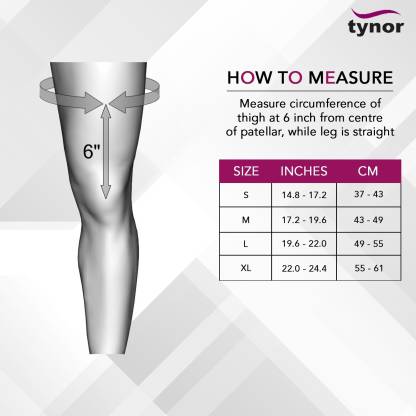 tynor
HOW TO MEASURE
Measure circumference of
thigh at 6 inch from centre
of patellar, while leg is straight
6"
SIZE INCHES CM
S 14.8 - 17.2 37 - 43
M 17.2 - 19.6 43 - 49
L 19.6 - 22.0 49 - 55
XL 22.0 - 24.4 55 - 61